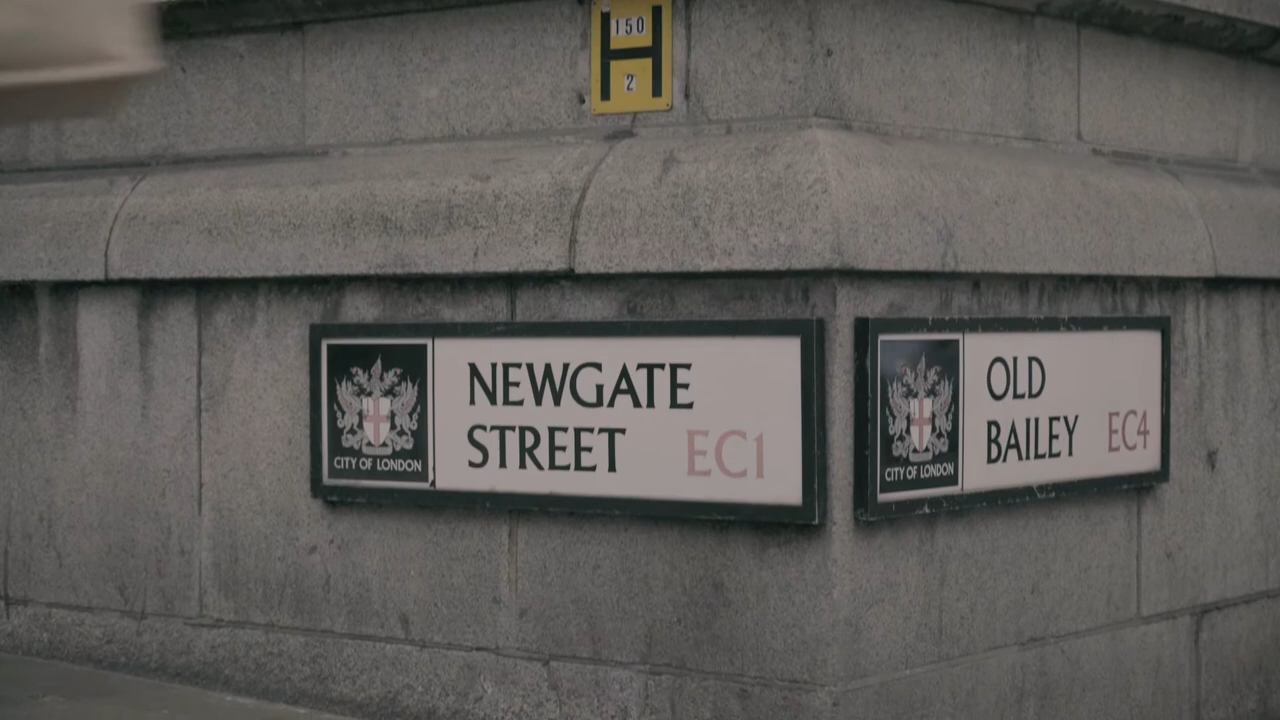 150
H
2
NEWGATE
STREET EC1
CITY OF LONDON
OLD
BAILEY EC4
CITY OF LONDON